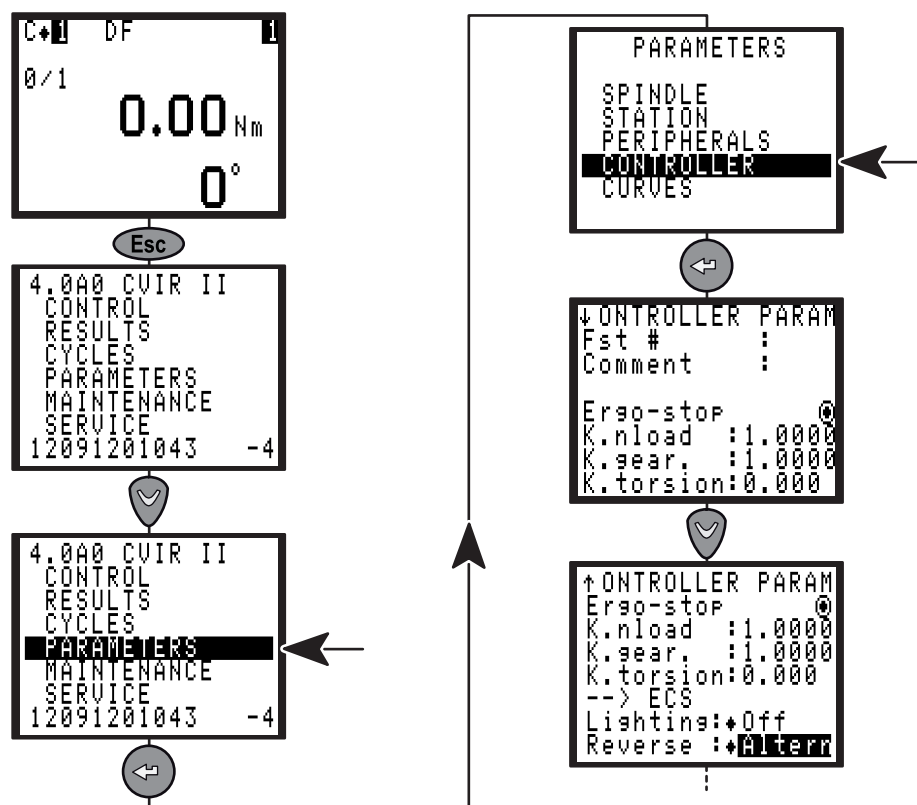 C♦1 DF 1
0/1
0.00 Nm
0°
Esc
4.0A0 CVIR II
CONTROL
RESULTS
CYCLES
PARAMETERS
MAINTENANCE
SERVICE
12091201043 -4
4.0A0 CVIR II
CONTROL
RESULTS
CYCLES
PARAMETERS
MAINTENANCE
SERVICE
12091201043 -4
PARAMETERS
SPINDLE
STATION
PERIPHERALS
CONTROLLER
CURVES
↓ONTROLLER PARAM
Fst # :
Comment :
Ergo-stop
K.nload :1.0000
K.gear. :1.0000
K.torsion:0.000
↑ONTROLLER PARAM
Ergo-stop
K.nload :1.0000
K.gear. :1.0000
K.torsion:0.000
--> ECS
Lighting:♦Off
Reverse :♦Altern